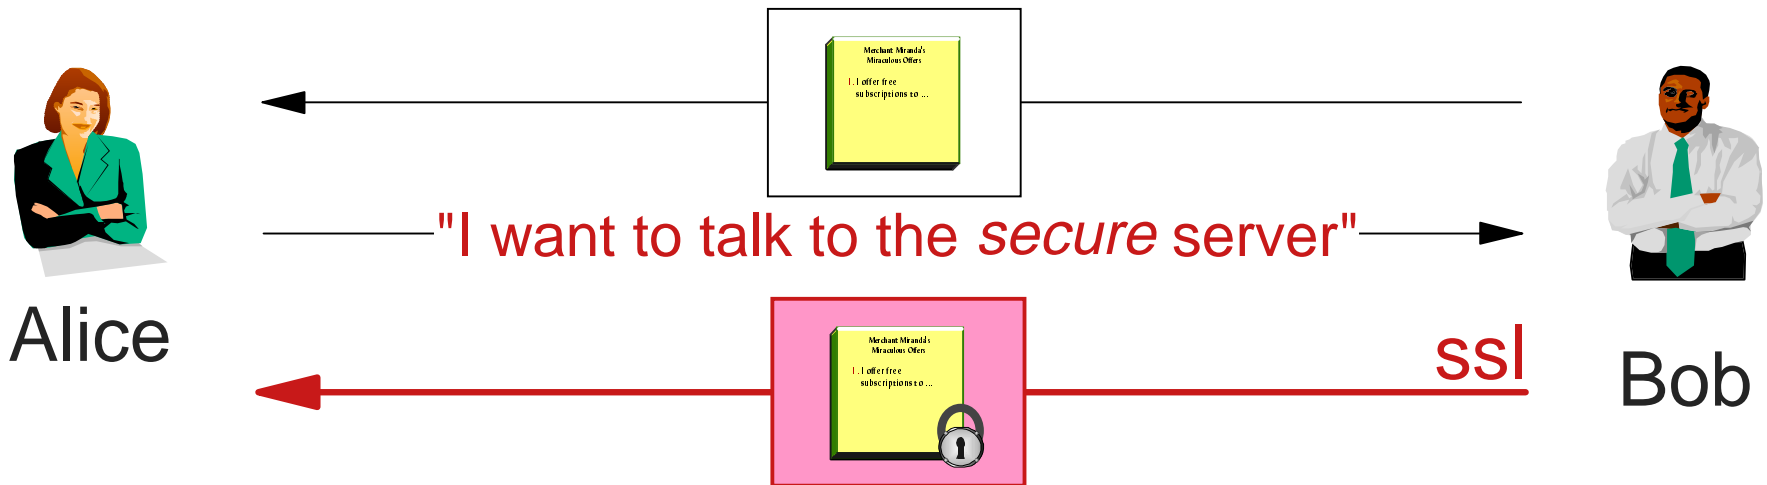 Merchant Miranda's
Miraculous Offers
1. I offer free
subscriptions to ...
"I want to talk to the secure server"
Alice
Merchant Miranda's
Miraculous Offers
1. I offer free
subscriptions to ...
ssl
Bob